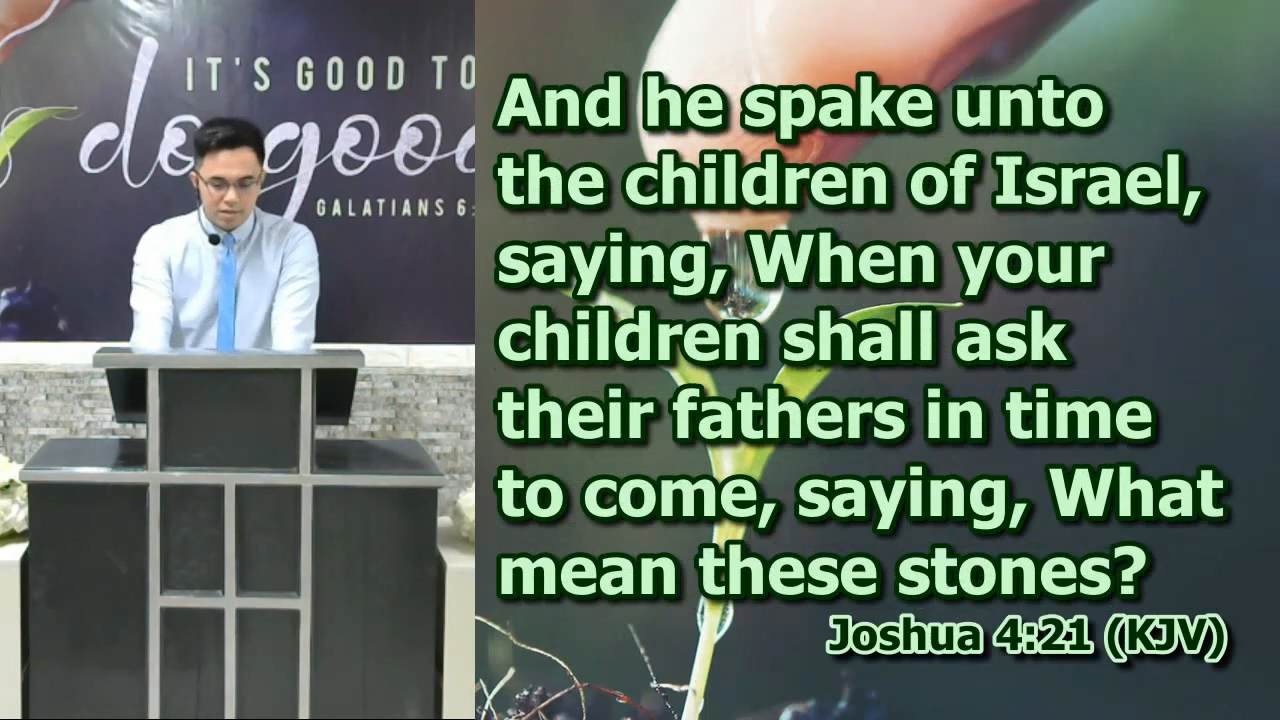 IT'S GOOD TO
do good
GALATIANS 6:
And he spake unto
the children of Israel,
saying, When your
children shall ask
their fathers in time
to come, saying, What
mean these stones?
Joshua 4:21 (KJV)